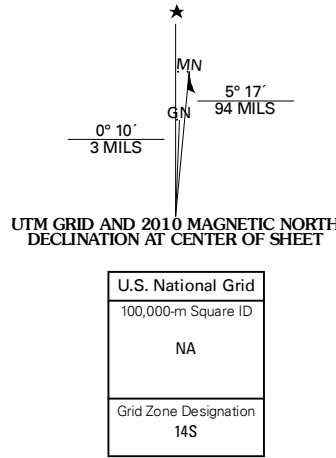 MN
5° 17´
94 MILS
GN
0° 10´
3 MILS
UTM GRID AND 2010 MAGNETIC NORTH
DECLINATION AT CENTER OF SHEET
U.S. National Grid
100,000-m Square ID
NA
Grid Zone Designation
14S